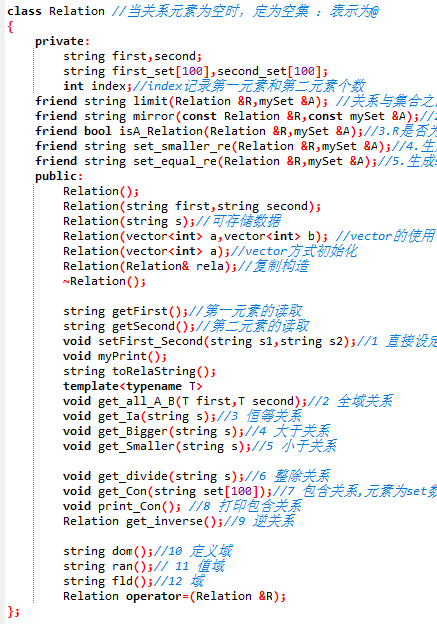 class Relation //当关系元素为空时，定为空集 ：表示为@
{
private:
string first,second;
string first_set[100],second_set[100];
int index;//index记录第一元素和第二元素个数
friend string limit(Relation &R,mySet &A); //关系与集合之
friend string mirror(const Relation &R,const mySet &A);//
friend bool isA_Relation(Relation &R,mySet &A);//3.R是否为
friend string set_smaller_re(Relation &R,mySet &A);//4.生
friend string set_equal_re(Relation &R,mySet &A);//5.生成
public:
Relation();
Relation(string first,string second);
Relation(string s);//可存储数据
Relation(vector<int> a,vector<int> b); //vector的使用
Relation(vector<int> a);//vector方式初始化
Relation(Relation& rela);//复制构造
~Relation();
string getFirst();//第一元素的读取
string getSecond();//第二元素的读取
void setFirst_Second(string s1,string s2);//1 直接设定
void myPrint();
string toRelaString();
template<typename T>
void get_all_A_B(T first,T second);//2 全域关系
void get_Ia(string s);//3 恒等关系
void get_Bigger(string s);//4 大于关系
void get_Smaller(string s);//5 小于关系
void get_divide(string s);//6 整除关系
void get_Con(string set[100]);//7 包含关系,元素为set数
void print_Con(); //8 打印包含关系
Relation get_inverse();//9 逆关系
string dom();//10 定义域
string ran();// 11 值域
string fld();//12 域
Relation operator=(Relation &R);
};